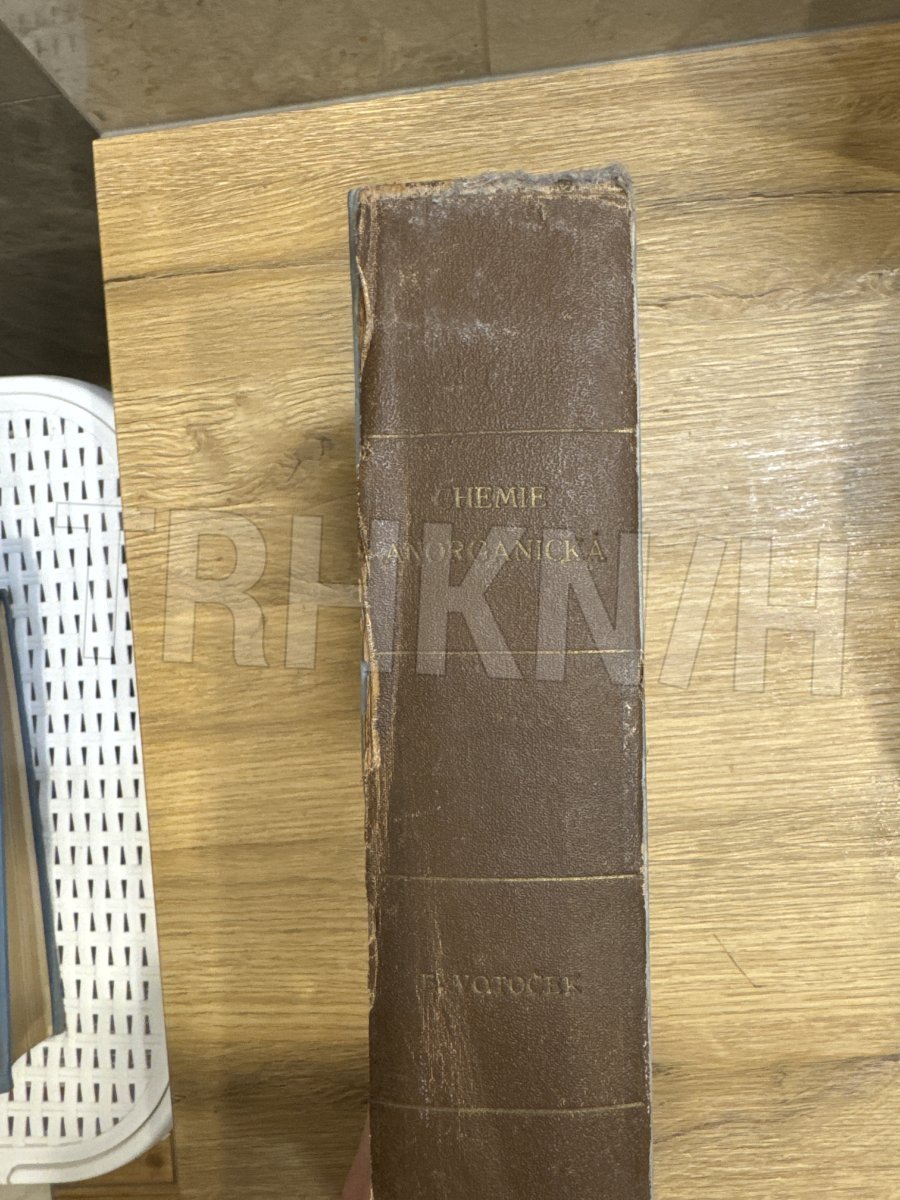 CHEMIE
ANORGANICKÁ
E. VOTOČEK
TRHKNIH